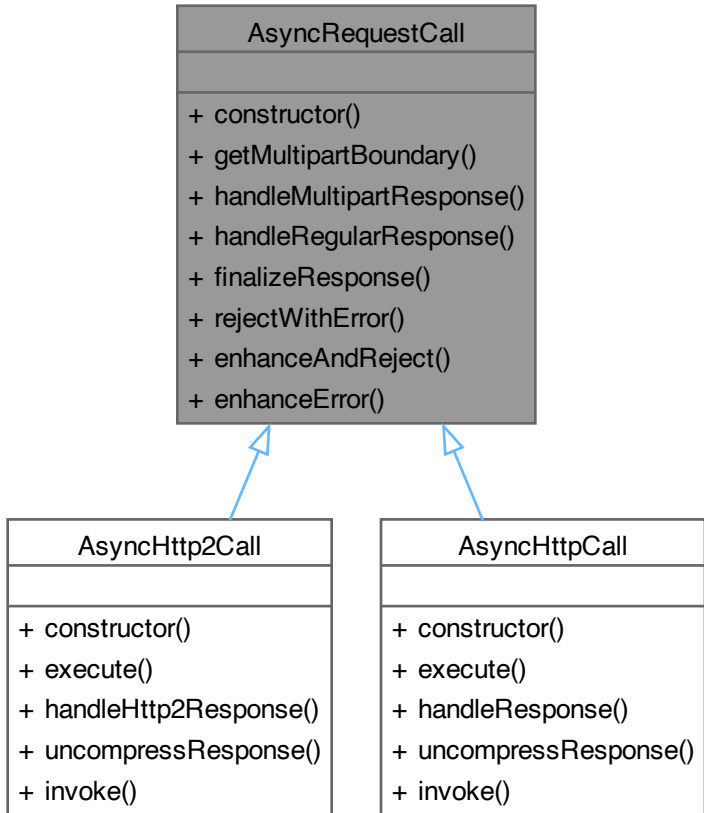 AsyncRequestCall
+ constructor()
+ getMultipartBoundary()
+ handleMultipartResponse()
+ handleRegularResponse()
+ finalizeResponse()
+ rejectWithError()
+ enhanceAndReject()
+ enhanceError()
AsyncHttp2Call
+ constructor()
+ execute()
+ handleHttp2Response()
+ uncompressResponse()
+ invoke()
AsyncHttpCall
+ constructor()
+ execute()
+ handleResponse()
+ uncompressResponse()
+ invoke()